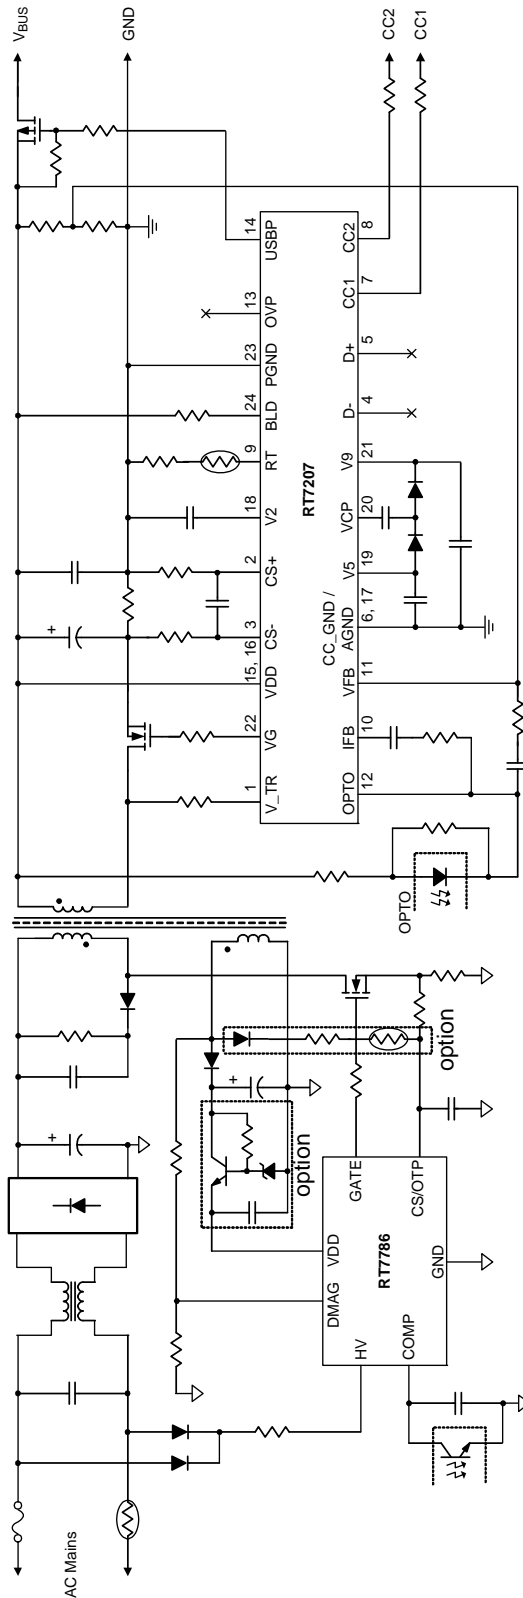 AC Mains
HV
DMAG
VDD
RT7786
COMP
GND
GATE
CS/OTP
option
option
OPTO
1
22
15, 16
3
2
18
9
24
23
13
14
V_TR
VG
VDD
CS-
CS+
V2
RT
BLD
PGND
OVP
USBP
RT7207
OPTO
IFB
VFB
CC_GND /
AGND
V5
VCP
V9
D-
D+
CC1
CC2
12
10
11
6, 17
19
20
21
4
5
7
8
VBUS
GND
CC2
CC1
+
+
+